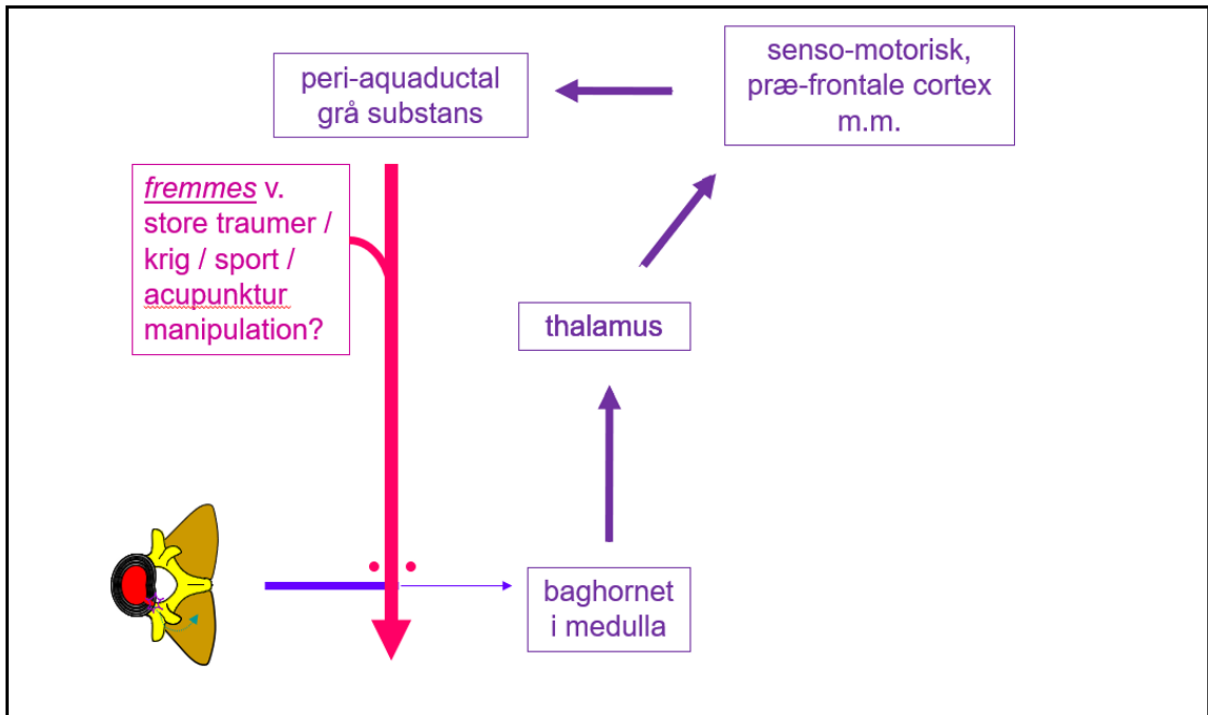 peri-aquaductal
grå substans
senso-motorisk,
præ-frontale cortex
m.m.
fremmes v.
store traumer /
krig / sport /
acupunktur
manipulation?
thalamus
baghornet
i medulla